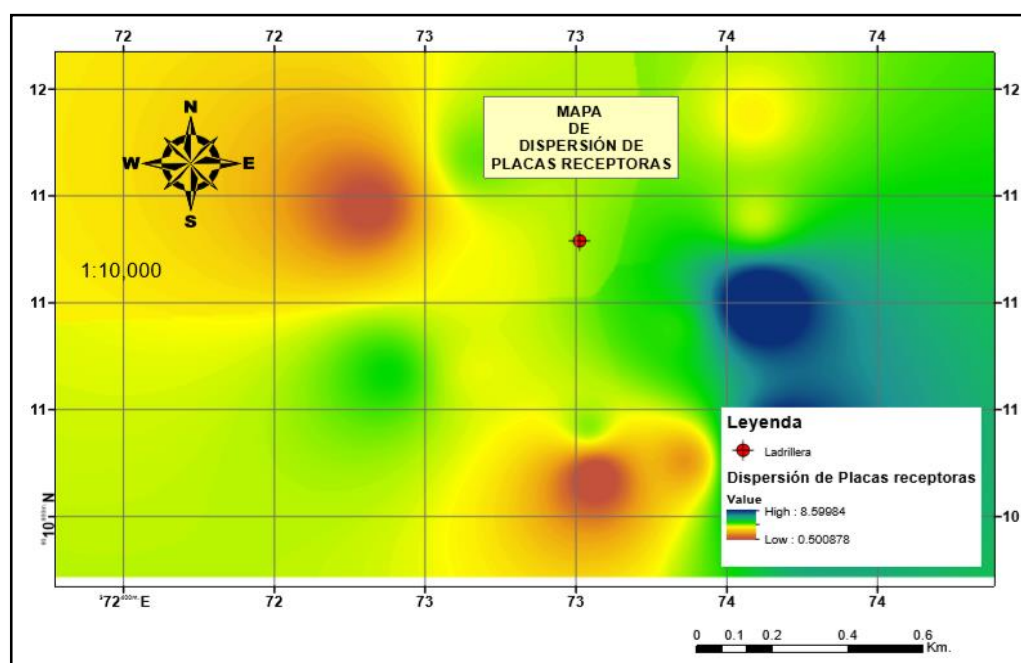 72 72 73 73 74 74
12 12
MAPA
DE
DISPERSIÓN DE
PLACAS RECEPTORAS
N
W E
S
11 11
1:10,000
11 11
11 11
Leyenda
Ladrillera
Dispersión de Placas receptoras
Value
High : 8.59984
Low : 0.500878
10 N 10
72 E 72 73 73 74 74
0 0.1 0.2 0.4 0.6
Km.